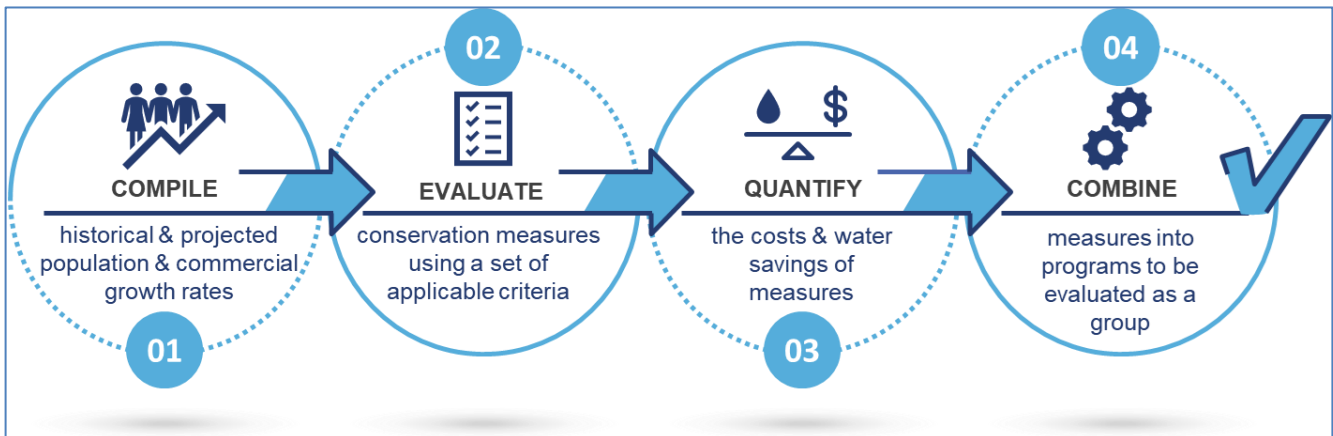 01
COMPILE
historical & projected
population & commercial
growth rates
02
EVALUATE
conservation measures
using a set of
applicable criteria
$
QUANTIFY
the costs & water
savings of
measures
03
04
COMBINE
measures into
programs to be
evaluated as a
group